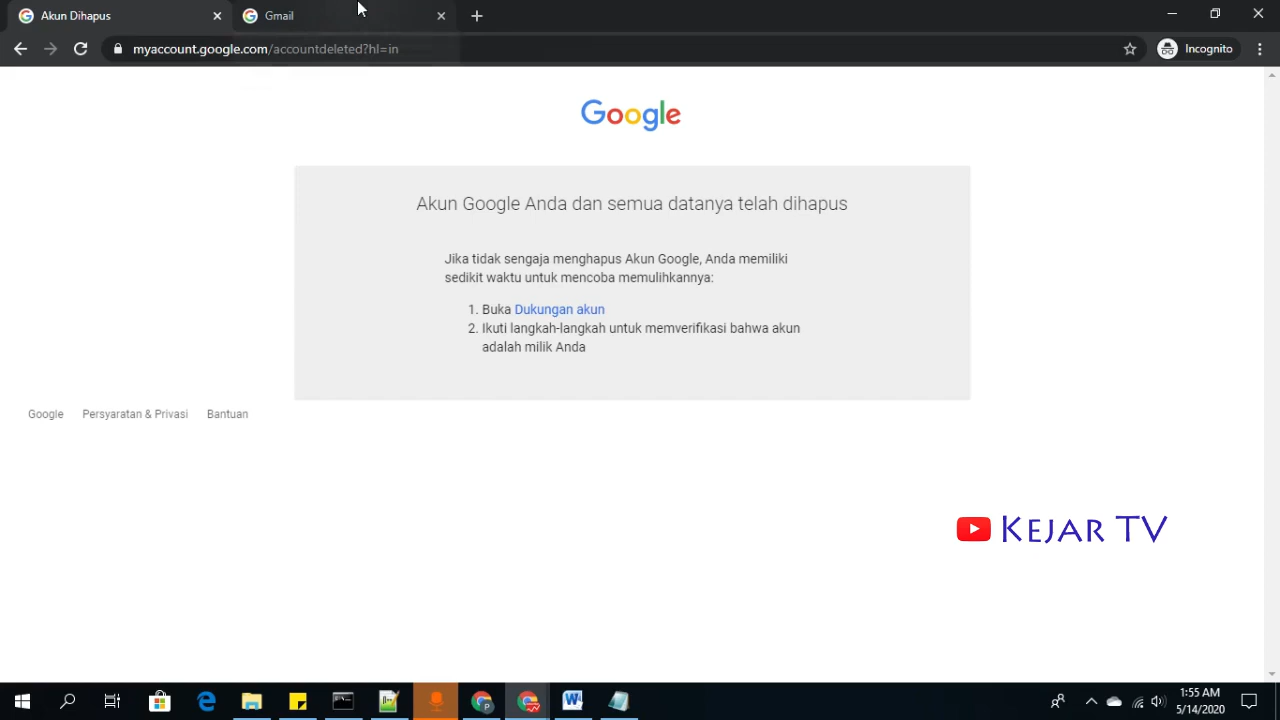 Akun Dihapus
Gmail
myaccount.google.com/accountdeleted?hl=in
Incognito
Google
Akun Google Anda dan semua datanya telah dihapus
Jika tidak sengaja menghapus Akun Google, Anda memiliki
sedikit waktu untuk mencoba memulihkannya:
1. Buka Dukungan akun
2. Ikuti langkah-langkah untuk memverifikasi bahwa akun
adalah milik Anda
Google Persyaratan & Privasi Bantuan
KEJAR TV
1:55 AM
5/14/2020